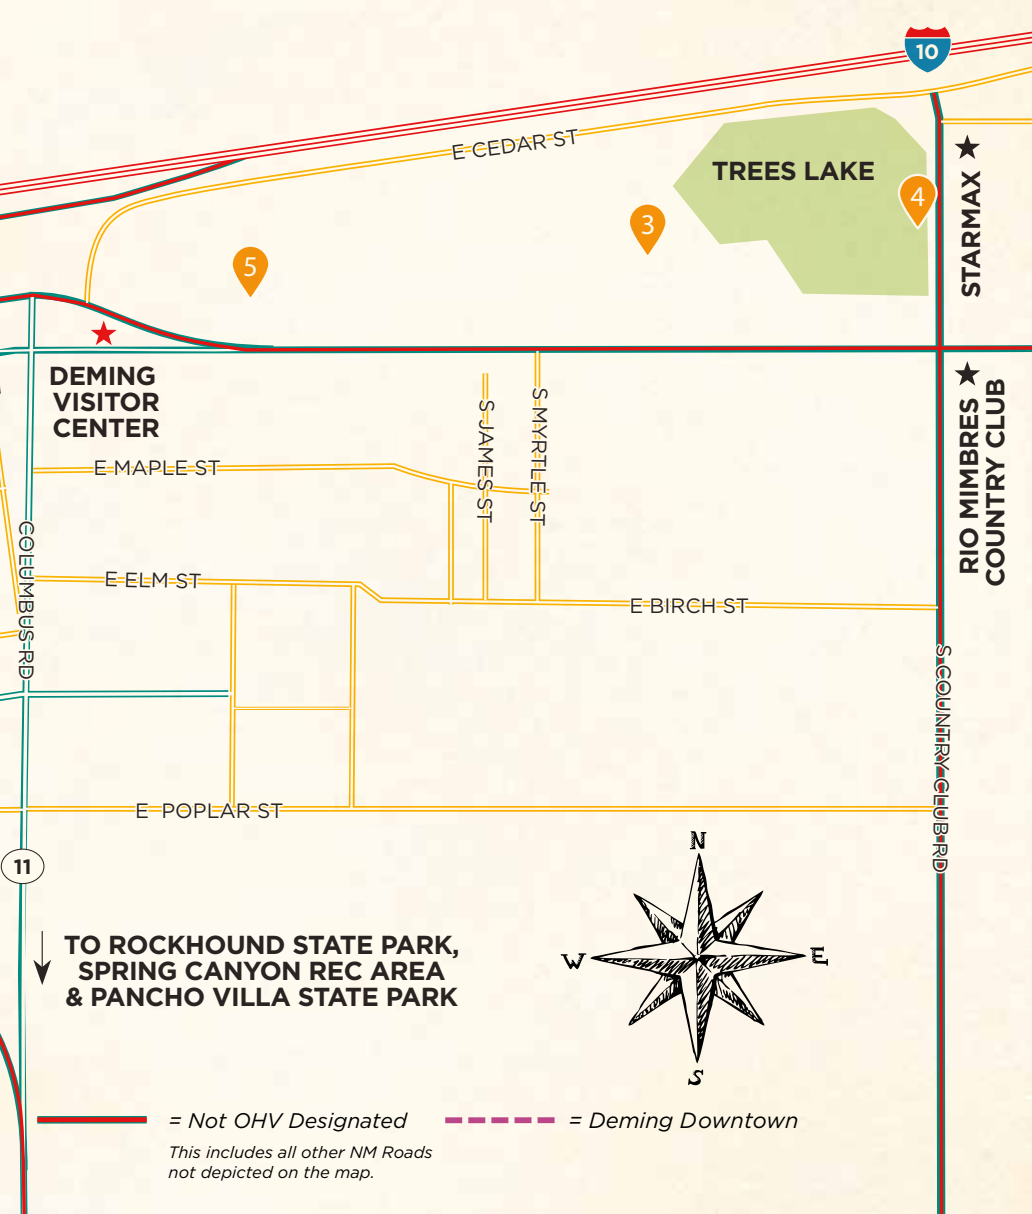 10
E CEDAR ST
TREES LAKE
4
3
5
STARMAX
DEMING
VISITOR
CENTER
RIO MIMBRES
COUNTRY CLUB
S JAMES ST
S MYRTLE ST
E MAPLE ST
COLUMBUS RD
E ELM ST
E BIRCH ST
S COUNTRY CLUB RD
E POPLAR ST
11
N
W
E
S
TO ROCKHOUND STATE PARK,
SPRING CANYON REC AREA
& PANCHO VILLA STATE PARK
= Not OHV Designated
This includes all other NM Roads
not depicted on the map.
= Deming Downtown